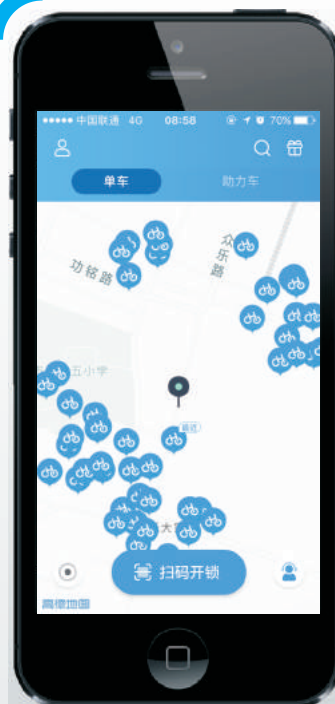 中国联通 4G 08:58 70%
单车 助力车
众乐路
功铭路
五小学
最近
大
扫码开锁
高德地图